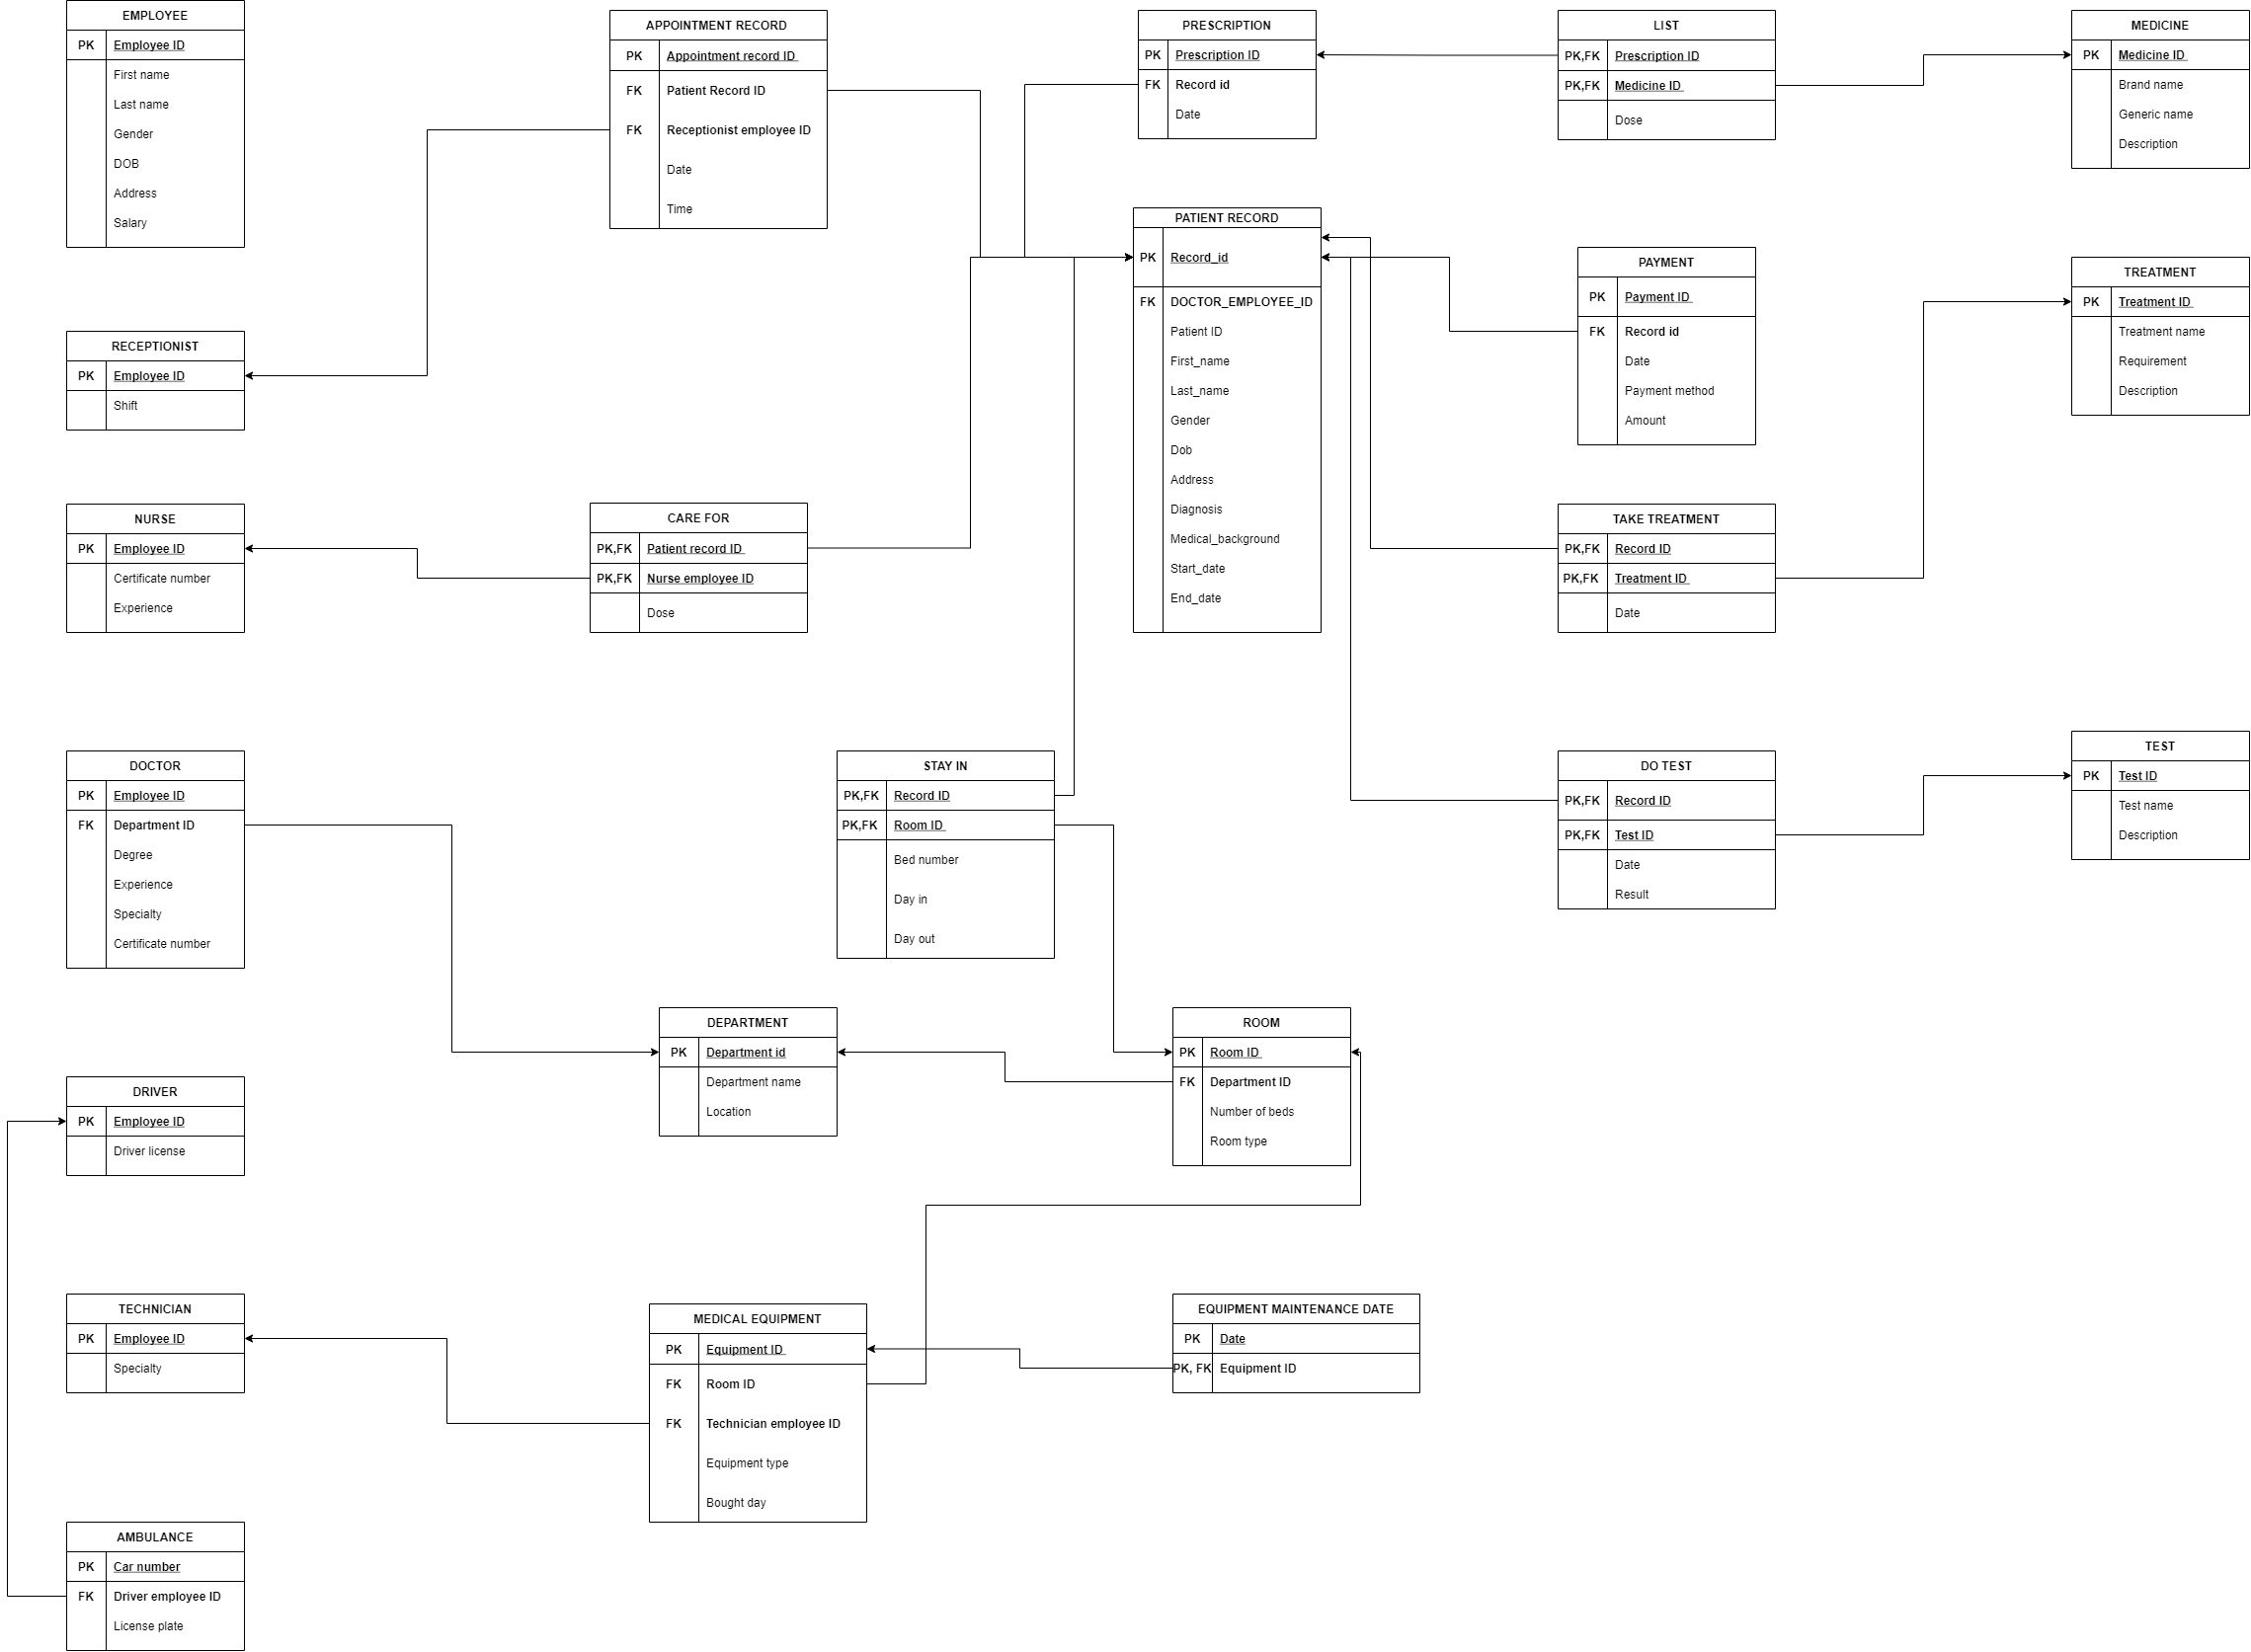 EMPLOYEE
PK Employee ID
First name
Last name
Gender
DOB
Address
Salary
APPOINTMENT RECORD
PK Appointment record ID
FK Patient Record ID
FK Receptionist employee ID
Date
Time
PRESCRIPTION
PK Prescription ID
FK Record id
Date
LIST
PK,FK Prescription ID
PK,FK Medicine ID
Dose
MEDICINE
PK Medicine ID
Brand name
Generic name
Description
PATIENT RECORD
PK Record_id
FK DOCTOR_EMPLOYEE_ID
Patient ID
First_name
Last_name
Gender
Dob
Address
Diagnosis
Medical_background
Start_date
End_date
PAYMENT
PK Payment ID
FK Record id
Date
Payment method
Amount
TREATMENT
PK Treatment ID
Treatment name
Requirement
Description
RECEPTIONIST
PK Employee ID
Shift
NURSE
PK Employee ID
Certificate number
Experience
CARE FOR
PK,FK Patient record ID
PK,FK Nurse employee ID
Dose
TAKE TREATMENT
PK,FK Record ID
PK,FK Treatment ID
Date
DOCTOR
PK Employee ID
FK Department ID
Degree
Experience
Specialty
Certificate number
STAY IN
PK,FK Record ID
PK,FK Room ID
Bed number
Day in
Day out
DO TEST
PK,FK Record ID
PK,FK Test ID
Date
Result
TEST
PK Test ID
Test name
Description
DEPARTMENT
PK Department id
Department name
Location
ROOM
PK Room ID
FK Department ID
Number of beds
Room type
DRIVER
PK Employee ID
Driver license
TECHNICIAN
PK Employee ID
Specialty
MEDICAL EQUIPMENT
PK Equipment ID
FK Room ID
FK Technician employee ID
Equipment type
Bought day
EQUIPMENT MAINTENANCE DATE
PK Date
PK, FK Equipment ID
AMBULANCE
PK Car number
FK Driver employee ID
License plate